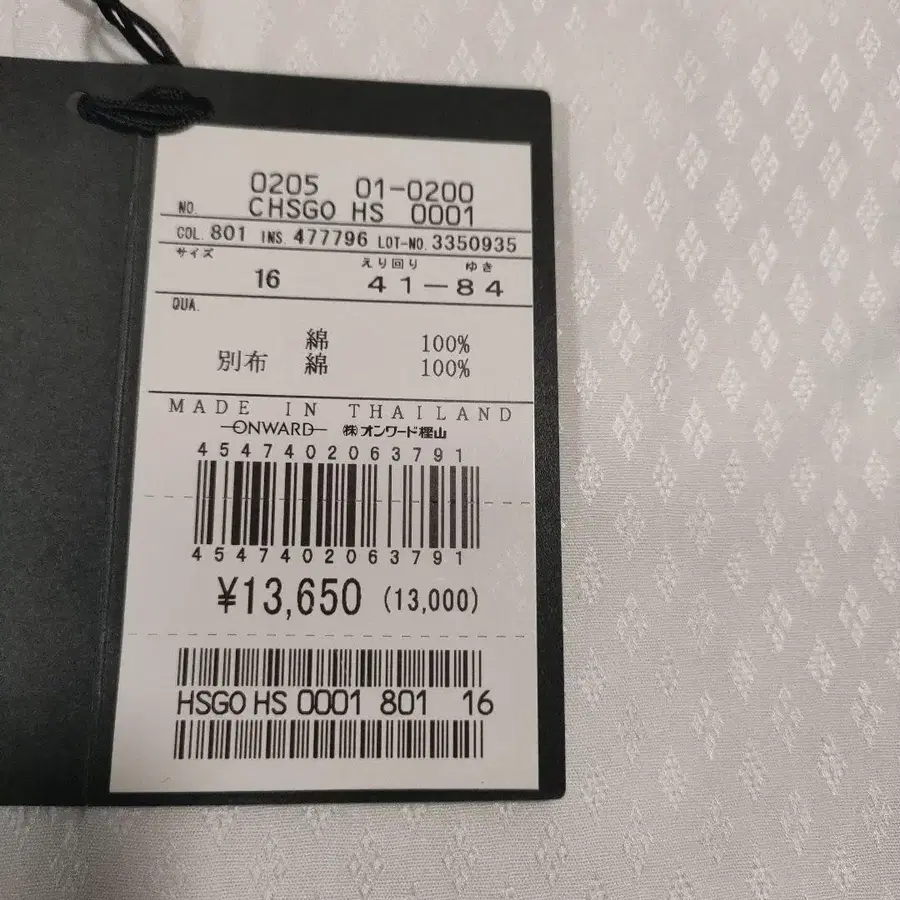 0205 01-0200
NO. CHSGO HS 0001
COL. 801 INS. 477796 LOT-NO. 3350935
サイズ えり回り ゆき
16 41-84
QUA.
綿 100%
別布 綿 100%
MADE IN THAILAND
ONWARD ㈱オンワード樫山
4547402063791
4547402063791
¥13,650 (13,000)
HSGO HS 0001 801 16